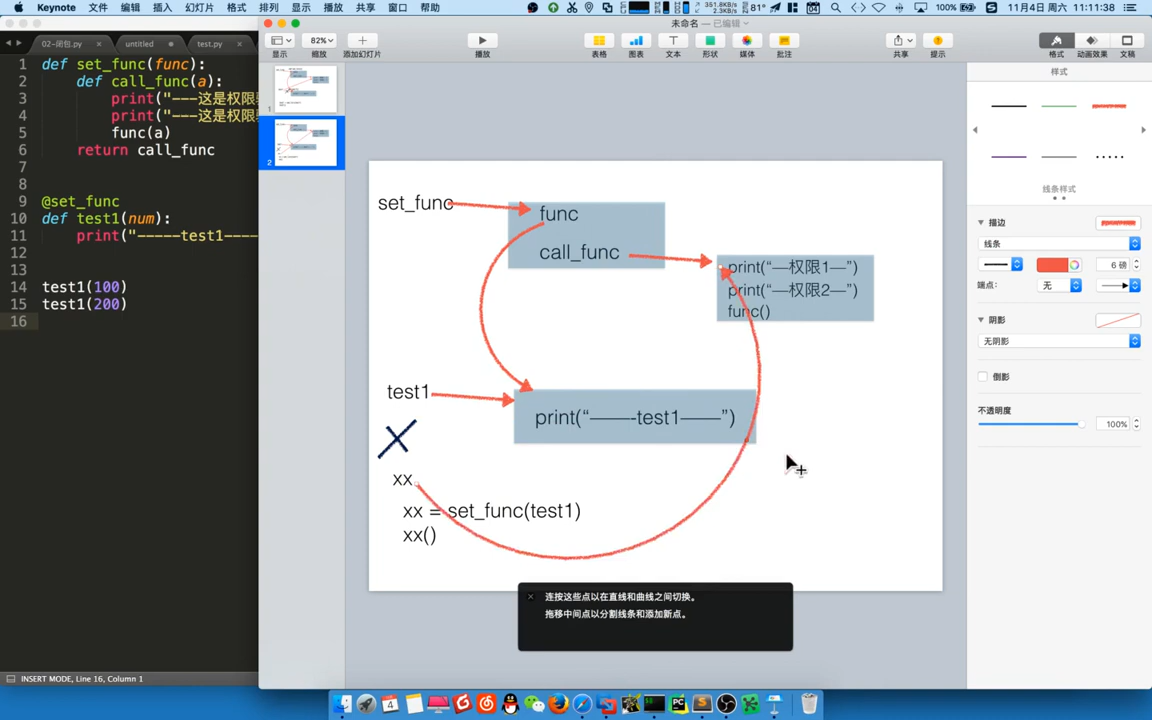 Keynote 文件 编辑 插入 幻灯片 格式 排列 显示 播放 共享 窗口 帮助
351.8KB/s
2.3KB/s
81°
100%
11月4日 周六 11:11:38
02-闭包.py
untitled
test.py
1 def set_func(func):
2 def call_func(a):
3 print("---这是权限
4 print("---这是权限
5 func(a)
6 return call_func
7
8
9 @set_func
10 def test1(num):
11 print("-----test1----
12
13
14 test1(100)
15 test1(200)
16
INSERT MODE, Line 16, Column 1
未命名 — 已编辑
82%
显示 缩放 添加幻灯片 播放 表格 图表 文本 形状 媒体 批注 共享 提示 格式 动画效果 文稿
1
2
set_func
func
call_func
print(“—权限1—”)
print(“—权限2—”)
func()
test1
print(“——-test1——”)
xx
xx = set_func(test1)
xx()
连按这些点以在直线和曲线之间切换。
拖移中间点以分割线条和添加新点。
样式
线条样式
描边
线条
6 磅
端点: 无
阴影
无阴影
倒影
不透明度
100%